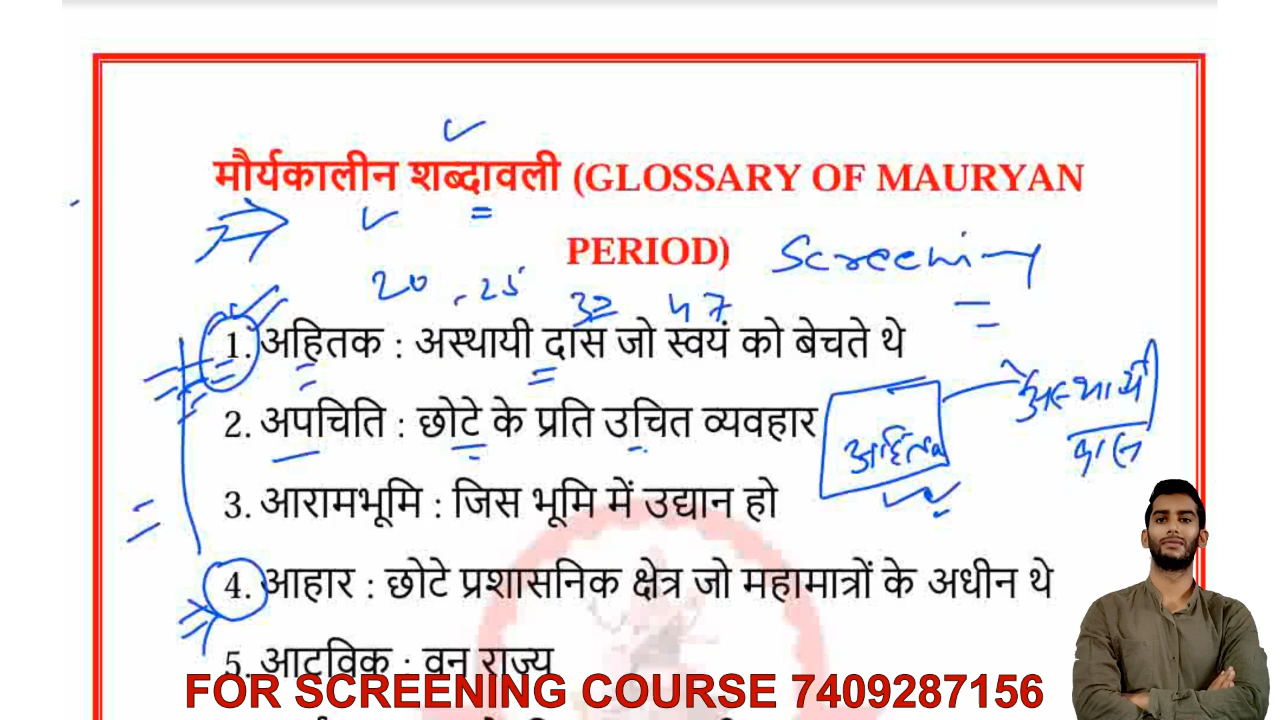 मौर्यकालीन शब्दावली (GLOSSARY OF MAURYAN
PERIOD)
Screening
20 25 32 47
1. अहितक : अस्थायी दास जो स्वयं को बेचते थे
अस्थायी
दास
2. अपचिति : छोटे के प्रति उचित व्यवहार
अहितक
3. आरामभूमि : जिस भूमि में उद्यान हो
4. आहार : छोटे प्रशासनिक क्षेत्र जो महामात्रों के अधीन थे
5. आटविक : वन राज्य
FOR SCREENING COURSE 7409287156